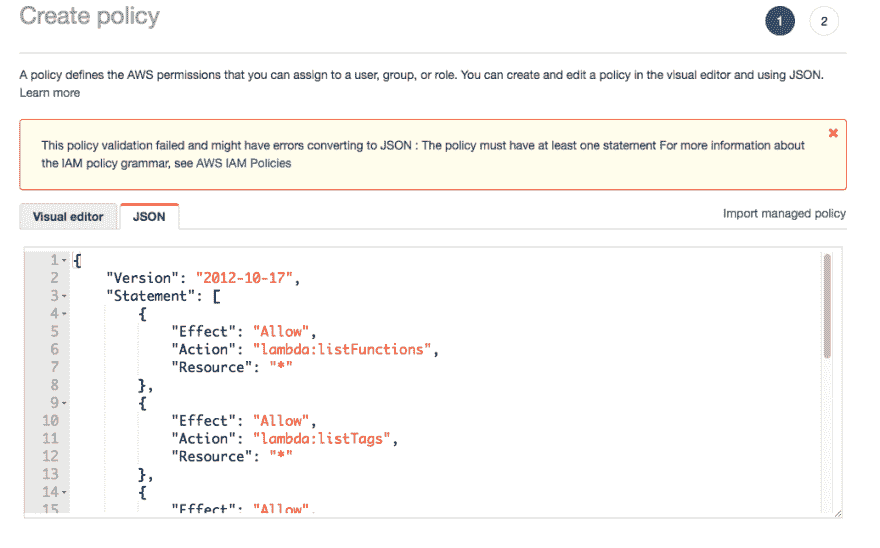 Create policy
1
2
A policy defines the AWS permissions that you can assign to a user, group, or role. You can create and edit a policy in the visual editor and using JSON.
Learn more
This policy validation failed and might have errors converting to JSON : The policy must have at least one statement For more information about
the IAM policy grammar, see AWS IAM Policies
Visual editor
JSON
Import managed policy
1 {
2 "Version": "2012-10-17",
3 "Statement": [
4 {
5 "Effect": "Allow",
6 "Action": "lambda:listFunctions",
7 "Resource": "*"
8 },
9 {
10 "Effect": "Allow",
11 "Action": "lambda:listTags",
12 "Resource": "*"
13 },
14 {
15 "Effect": "Allow".